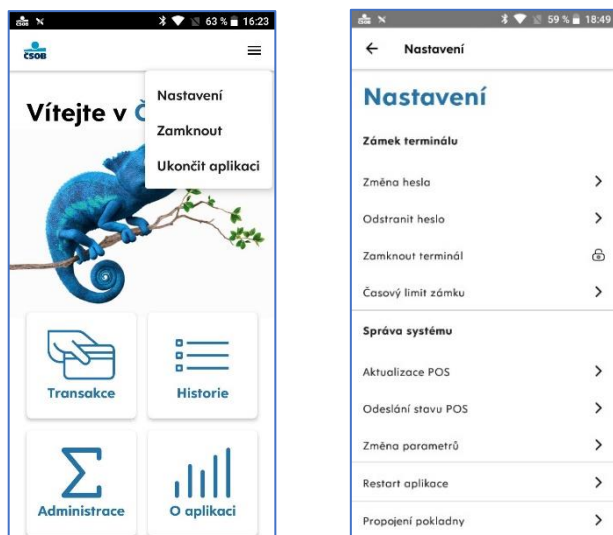 ČSOB
63 % 16:23
ČSOB
Nastavení
Vítejte v Č
Zamknout
Ukončit aplikaci
Transakce
Historie
Administrace
O aplikaci
ČSOB
59 % 18:49
Nastavení
Nastavení
Zámek terminálu
Změna hesla
Odstranit heslo
Zamknout terminál
Časový limit zámku
Správa systému
Aktualizace POS
Odeslání stavu POS
Změna parametrů
Restart aplikace
Propojení pokladny